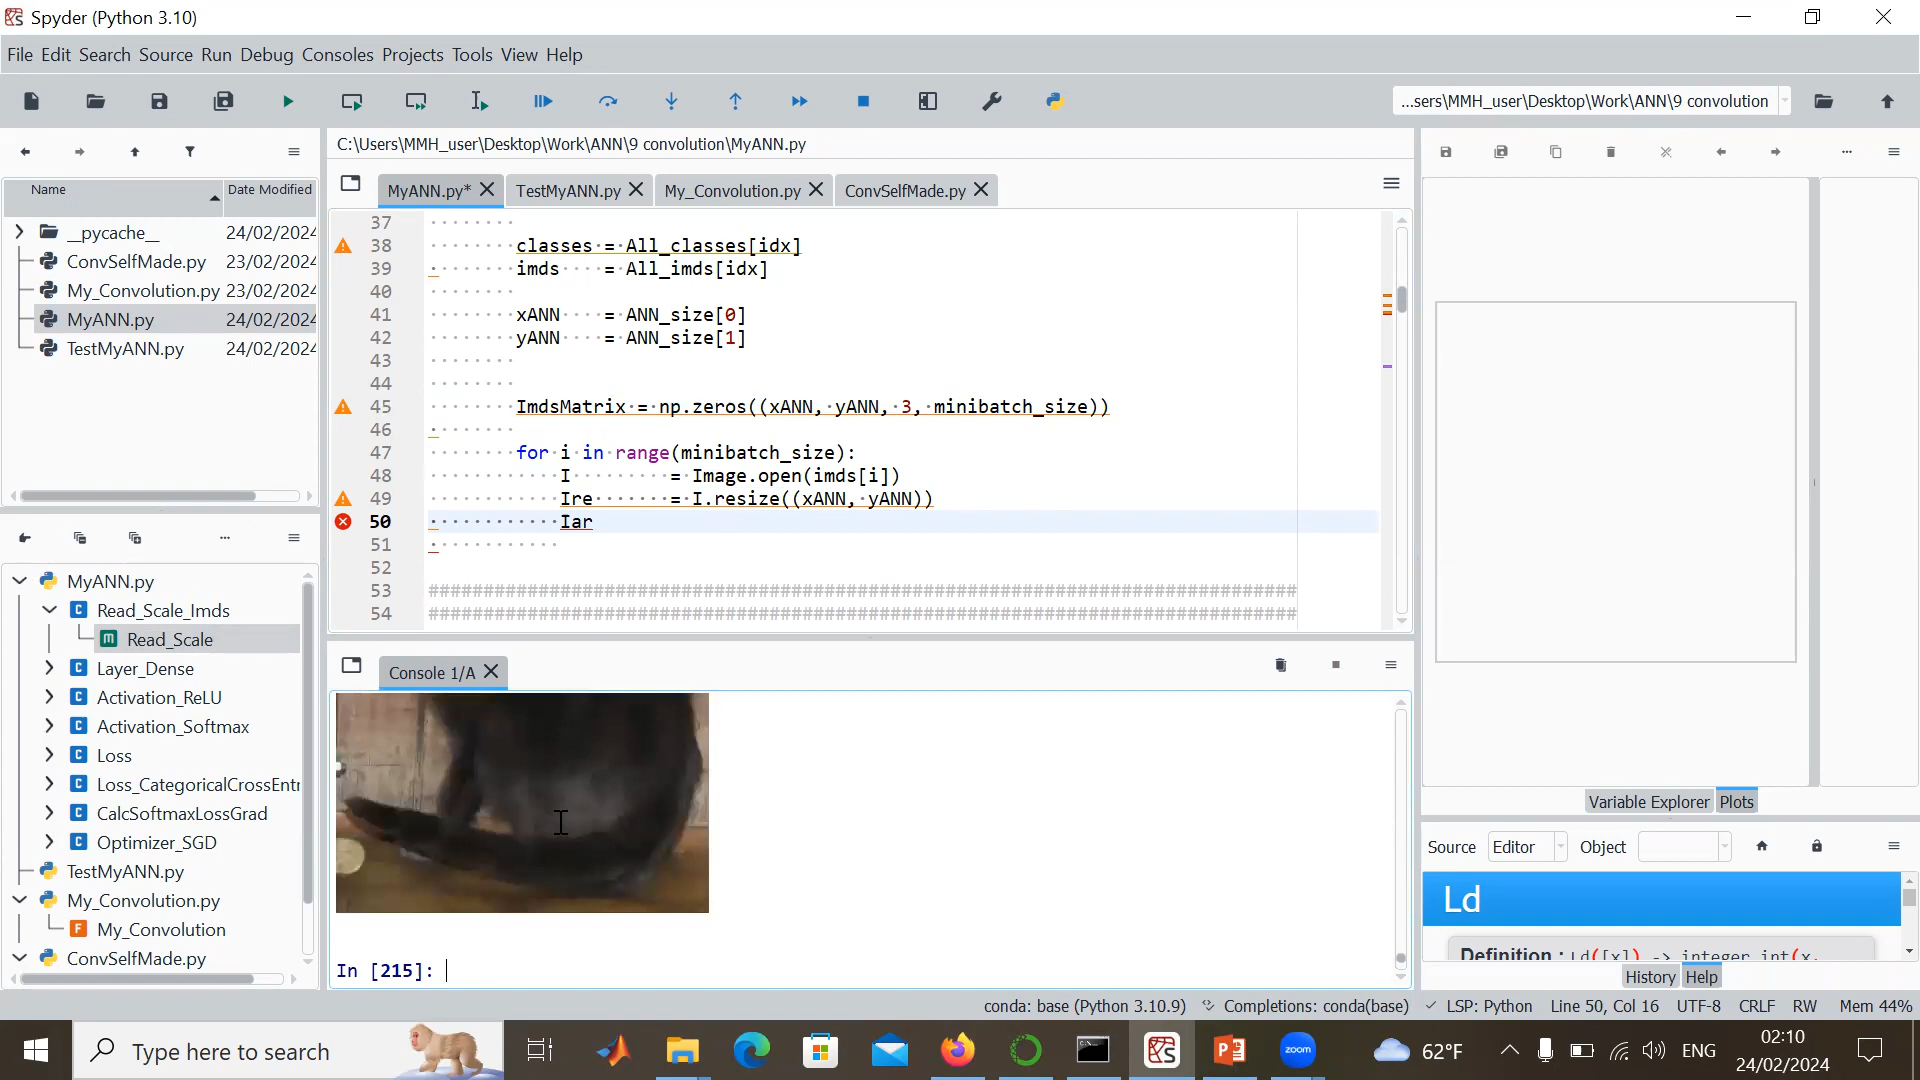 Spyder (Python 3.10)
File Edit Search Source Run Debug Consoles Projects Tools View Help
...sers\MMH_user\Desktop\Work\ANN\9 convolution
Name Date Modified
__pycache__ 24/02/2024
ConvSelfMade.py 23/02/2024
My_Convolution.py 23/02/2024
MyANN.py 24/02/2024
TestMyANN.py 24/02/2024
MyANN.py
Read_Scale_Imds
Read_Scale
Layer_Dense
Activation_ReLU
Activation_Softmax
Loss
Loss_CategoricalCrossEntr
CalcSoftmaxLossGrad
Optimizer_SGD
TestMyANN.py
My_Convolution.py
My_Convolution
ConvSelfMade.py
C:\Users\MMH_user\Desktop\Work\ANN\9 convolution\MyANN.py
MyANN.py* TestMyANN.py My_Convolution.py ConvSelfMade.py
37
38 classes = All_classes[idx]
39 imds = All_imds[idx]
40
41 xANN = ANN_size[0]
42 yANN = ANN_size[1]
43
44
45 ImdsMatrix = np.zeros((xANN, yANN, 3, minibatch_size))
46
47 for i in range(minibatch_size):
48 I = Image.open(imds[i])
49 Ire = I.resize((xANN, yANN))
50 Iar
51
52
53 ###############################################################################
54 ###############################################################################
Console 1/A
In [215]:
Variable Explorer Plots
Source Editor Object
Ld
Definition : Ld([x]) -> integer int(x,
History Help
conda: base (Python 3.10.9) Completions: conda(base) LSP: Python Line 50, Col 16 UTF-8 CRLF RW Mem 44%
Type here to search
zoom
62°F
ENG
02:10
24/02/2024